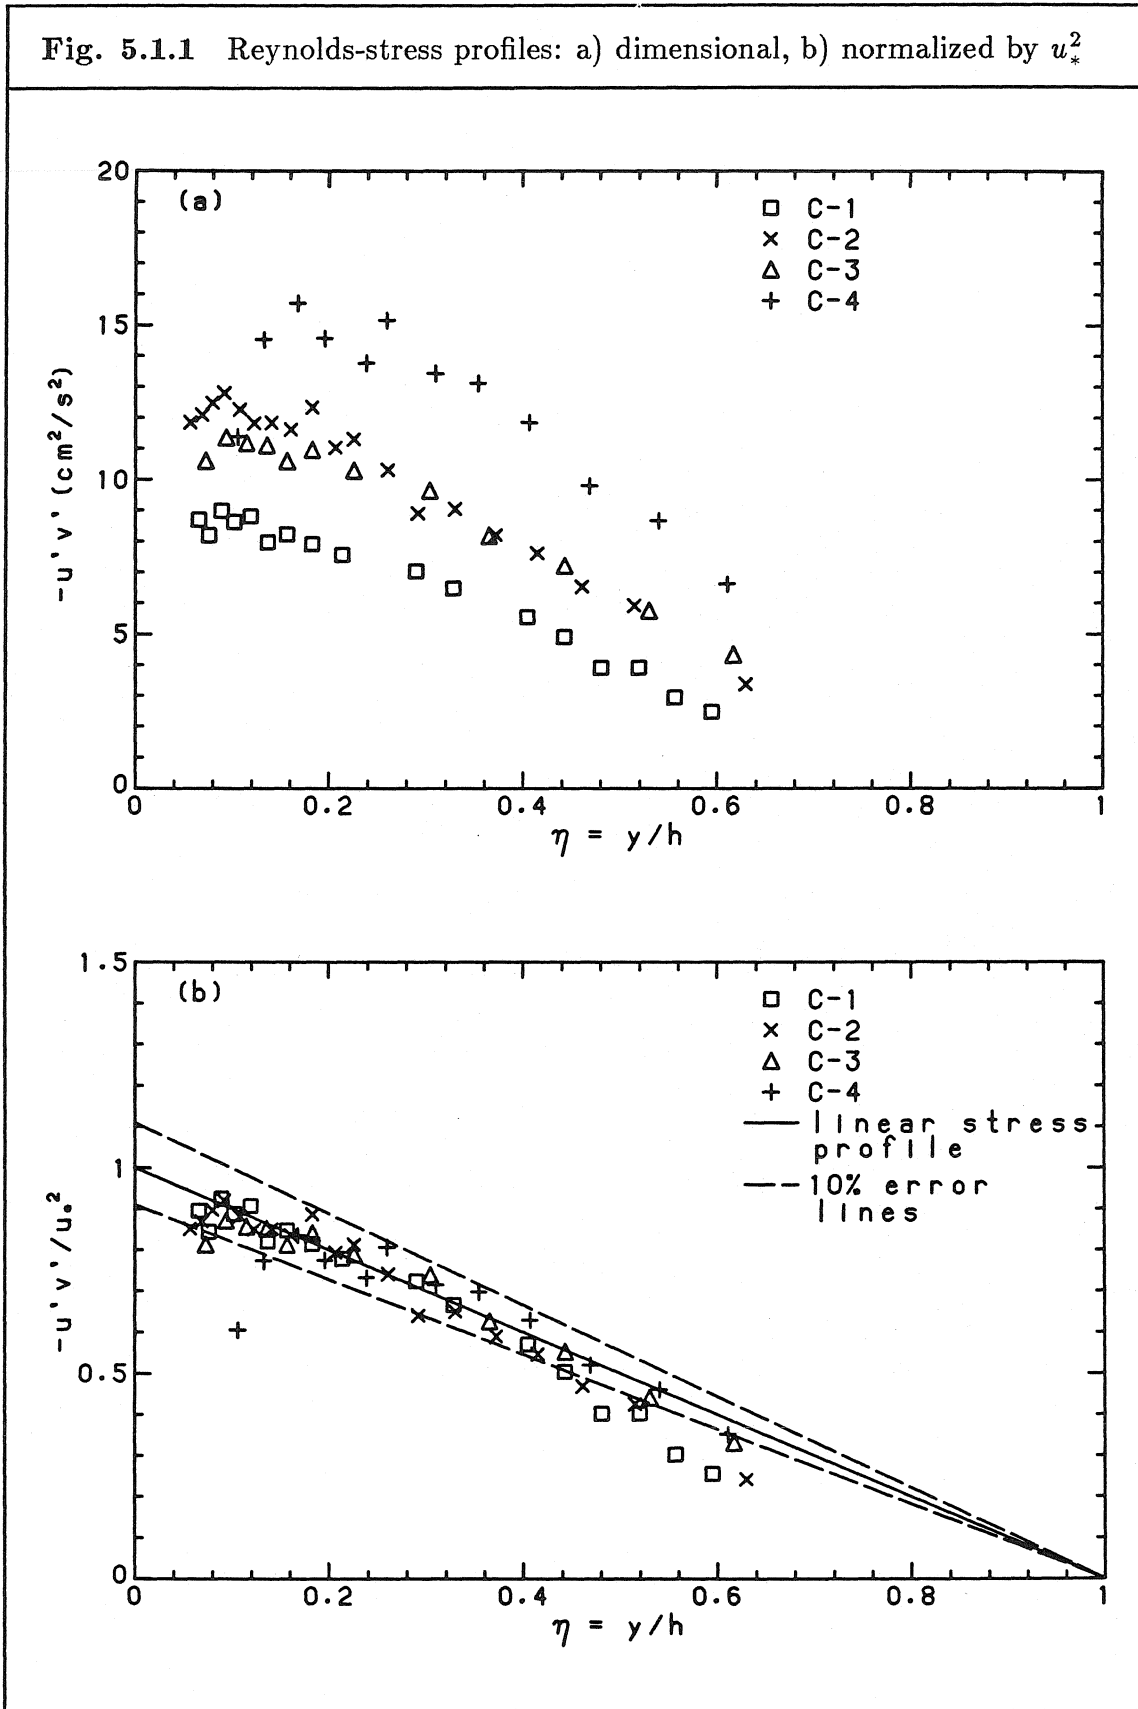 Fig. 5.1.1 Reynolds-stress profiles: a) dimensional, b) normalized by u*²
20
(a)
C-1
C-2
C-3
C-4
15
10
5
0
-u'v' (cm²/s²)
0 0.2 0.4 0.6 0.8 1
η = y/h
1.5
(b)
C-1
C-2
C-3
C-4
linear stress
profile
10% error
lines
1
0.5
0
-u'v'/u*²
0 0.2 0.4 0.6 0.8 1
η = y/h